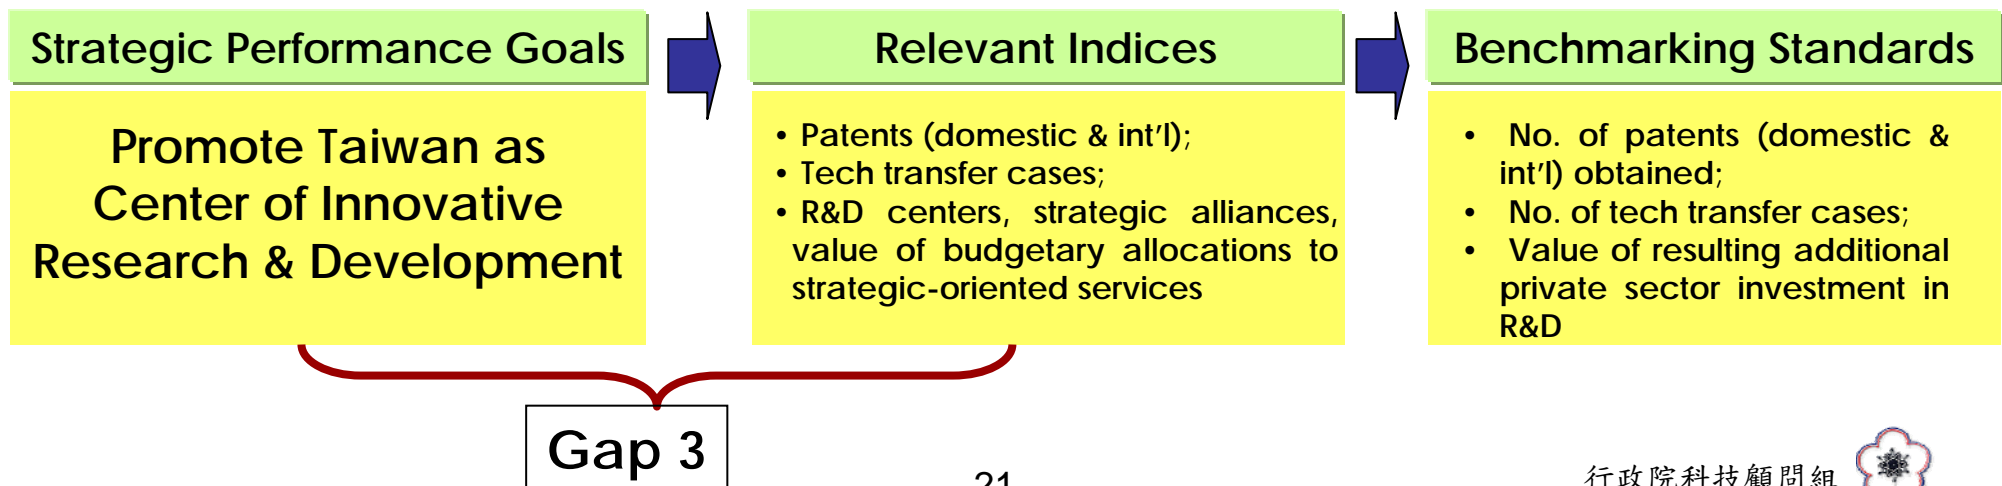 Strategic Performance Goals
Relevant Indices
Benchmarking Standards
Promote Taiwan as
Center of Innovative
Research & Development
• Patents (domestic & int'l);
• Tech transfer cases;
• R&D centers, strategic alliances,
value of budgetary allocations to
strategic-oriented services
• No. of patents (domestic &
int'l) obtained;
• No. of tech transfer cases;
• Value of resulting additional
private sector investment in
R&D
Gap 3
21
行政院科技顧問組